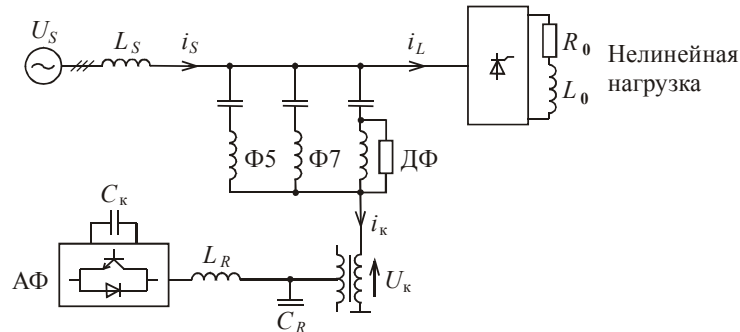 U_S
L_S
i_S
i_L
R_0
L_0
Нелинейная
нагрузка
Ф5
Ф7
ДФ
C_к
i_к
АФ
L_R
U_к
C_R